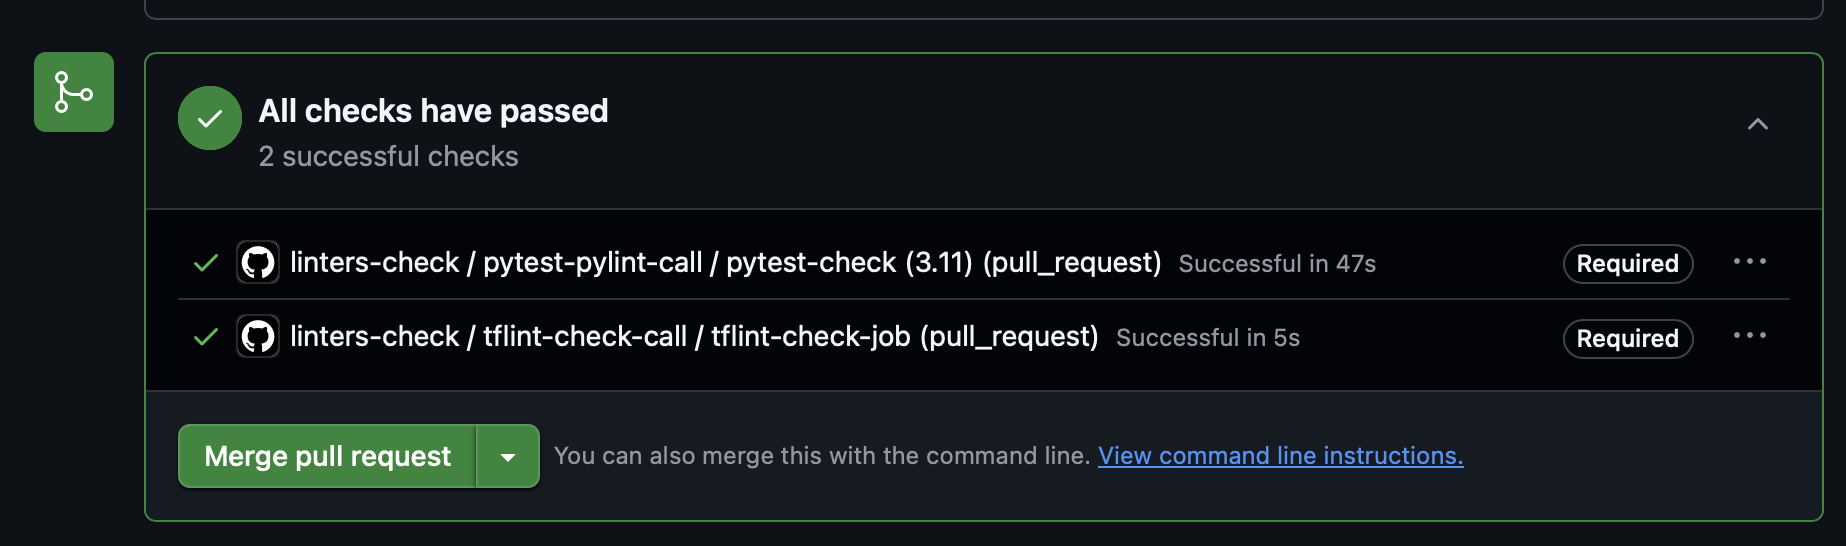 All checks have passed
2 successful checks
linters-check / pytest-pylint-call / pytest-check (3.11) (pull_request) Successful in 47s Required
linters-check / tflint-check-call / tflint-check-job (pull_request) Successful in 5s Required
Merge pull request You can also merge this with the command line. View command line instructions.